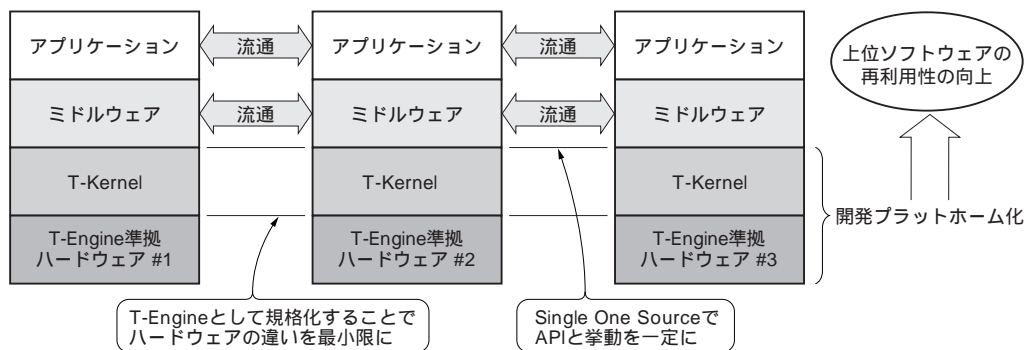 アプリケーション
流通
アプリケーション
流通
アプリケーション
上位ソフトウェアの
再利用性の向上
ミドルウェア
流通
ミドルウェア
流通
ミドルウェア
T-Kernel
T-Kernel
T-Kernel
開発プラットホーム化
T-Engine準拠
ハードウェア #1
T-Engine準拠
ハードウェア #2
T-Engine準拠
ハードウェア #3
T-Engineとして規格化することで
ハードウェアの違いを最小限に
Single One Sourceで
APIと挙動を一定に